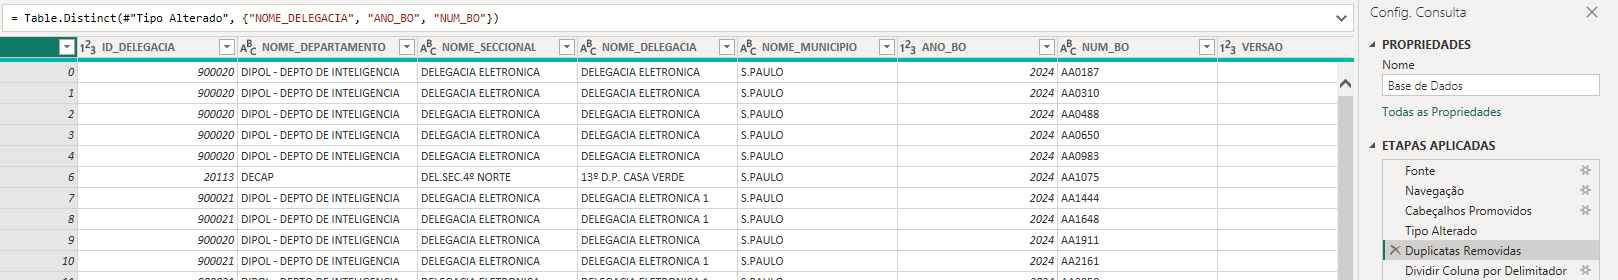 = Table.Distinct(#"Tipo Alterado", {"NOME_DELEGACIA", "ANO_BO", "NUM_BO"})
123 ID_DELEGACIA ABC NOME_DEPARTAMENTO ABC NOME_SECCIONAL ABC NOME_DELEGACIA ABC NOME_MUNICIPIO 123 ANO_BO ABC NUM_BO 123 VERSAO
0 900020 DIPOL - DEPTO DE INTELIGENCIA DELEGACIA ELETRONICA DELEGACIA ELETRONICA S.PAULO 2024 AA0187
1 900020 DIPOL - DEPTO DE INTELIGENCIA DELEGACIA ELETRONICA DELEGACIA ELETRONICA S.PAULO 2024 AA0310
2 900020 DIPOL - DEPTO DE INTELIGENCIA DELEGACIA ELETRONICA DELEGACIA ELETRONICA S.PAULO 2024 AA0488
3 900020 DIPOL - DEPTO DE INTELIGENCIA DELEGACIA ELETRONICA DELEGACIA ELETRONICA S.PAULO 2024 AA0650
4 900020 DIPOL - DEPTO DE INTELIGENCIA DELEGACIA ELETRONICA DELEGACIA ELETRONICA S.PAULO 2024 AA0983
6 20113 DECAP DEL.SEC.4º NORTE 13º D.P. CASA VERDE S.PAULO 2024 AA1075
7 900021 DIPOL - DEPTO DE INTELIGENCIA DELEGACIA ELETRONICA DELEGACIA ELETRONICA 1 S.PAULO 2024 AA1444
8 900021 DIPOL - DEPTO DE INTELIGENCIA DELEGACIA ELETRONICA DELEGACIA ELETRONICA 1 S.PAULO 2024 AA1648
9 900020 DIPOL - DEPTO DE INTELIGENCIA DELEGACIA ELETRONICA DELEGACIA ELETRONICA S.PAULO 2024 AA1911
10 900021 DIPOL - DEPTO DE INTELIGENCIA DELEGACIA ELETRONICA DELEGACIA ELETRONICA 1 S.PAULO 2024 AA2161
Config. Consulta
PROPRIEDADES
Nome
Base de Dados
Todas as Propriedades
ETAPAS APLICADAS
Fonte
Navegação
Cabeçalhos Promovidos
Tipo Alterado
Duplicatas Removidas
Dividir Coluna por Delimitador